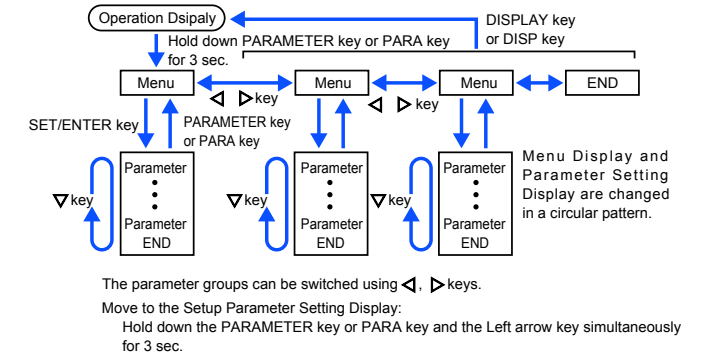 Operation Dsipaly
DISPLAY key
or DISP key
Hold down PARAMETER key or PARA key
for 3 sec.
Menu
Menu
Menu
END
◁ ▷ key
◁ ▷ key
SET/ENTER key
PARAMETER key
or PARA key
Parameter
Parameter
END
▽ key
Parameter
Parameter
END
▽ key
Parameter
Parameter
END
▽ key
Menu Display and
Parameter Setting
Display are changed
in a circular pattern.
The parameter groups can be switched using ◁, ▷ keys.
Move to the Setup Parameter Setting Display:
Hold down the PARAMETER key or PARA key and the Left arrow key simultaneously
for 3 sec.